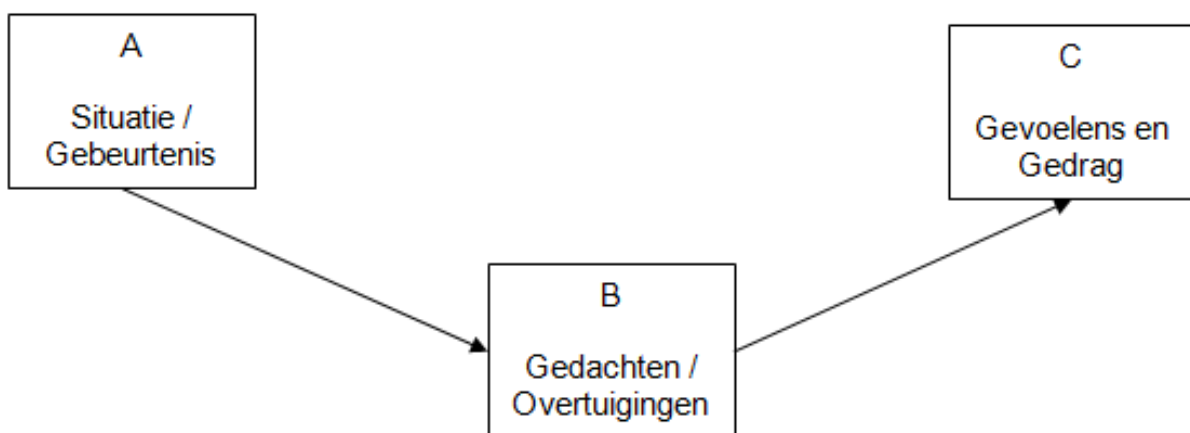 A
Situatie /
Gebeurtenis
C
Gevoelens en
Gedrag
B
Gedachten /
Overtuigingen